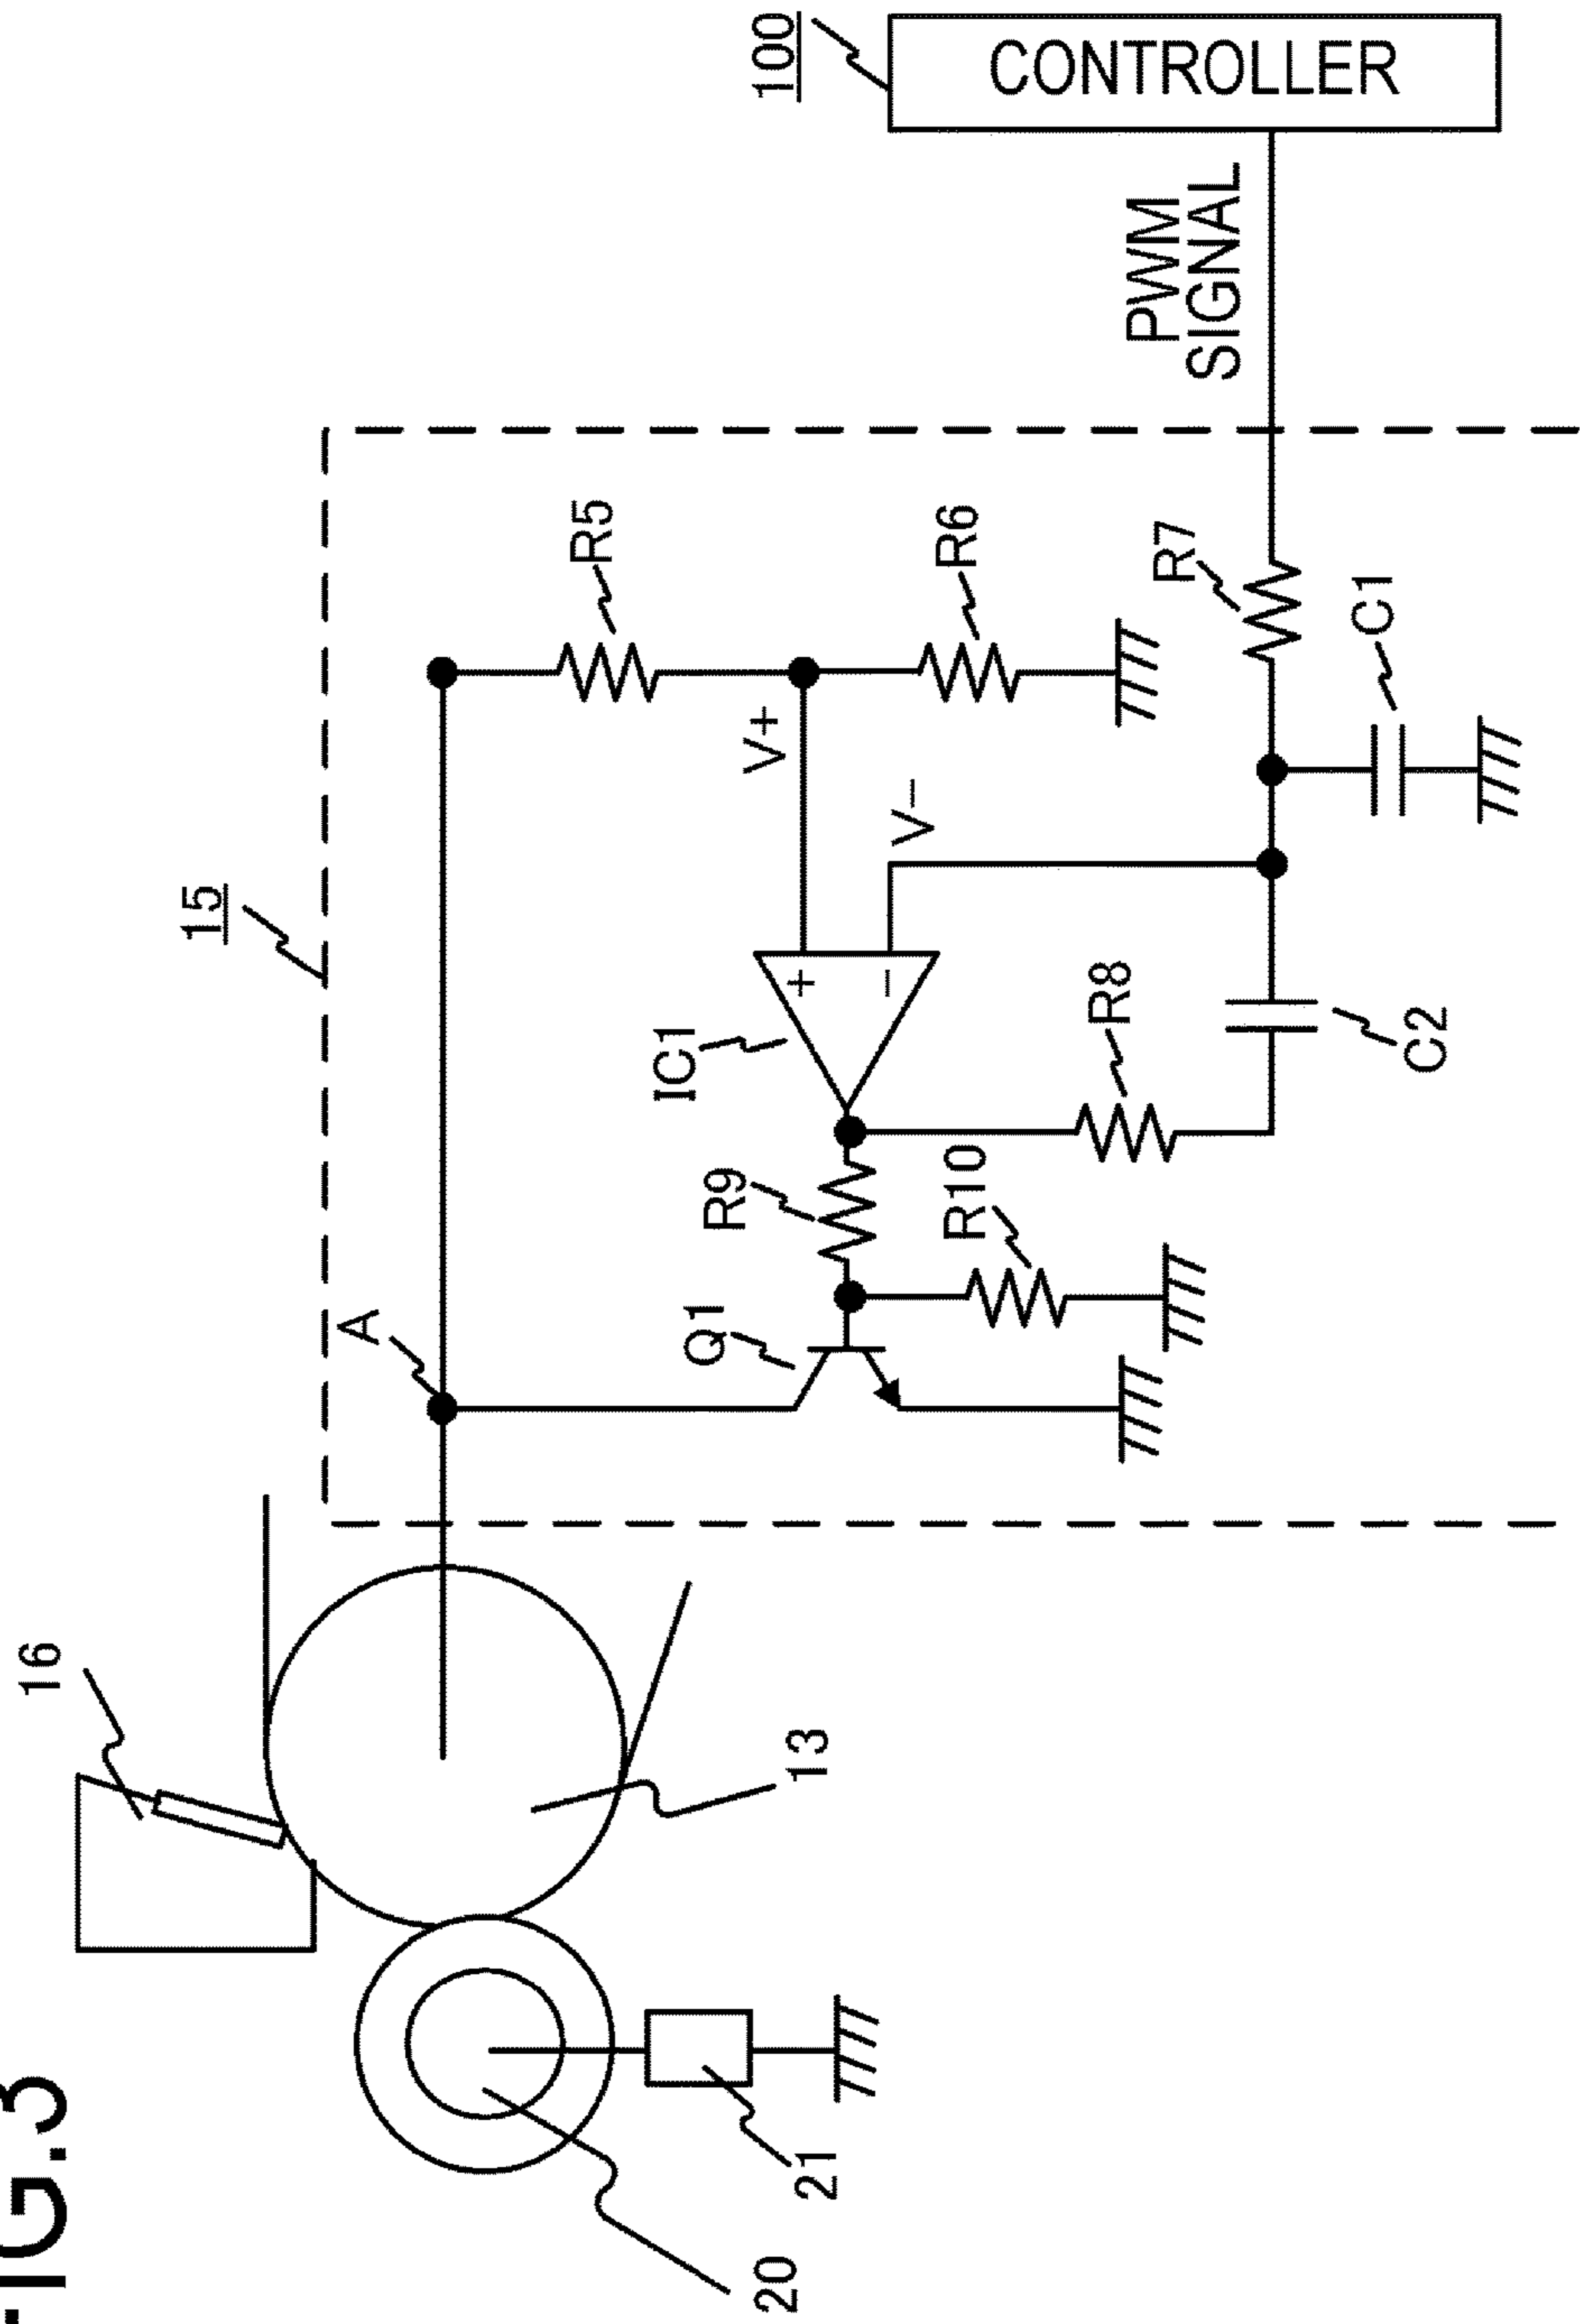 FIG.3
16
15
A
13
20
21
Q1
R9
R10
IC1
+
−
V+
V−
R8
C2
R5
R6
R7
C1
PWM
SIGNAL
100
CONTROLLER